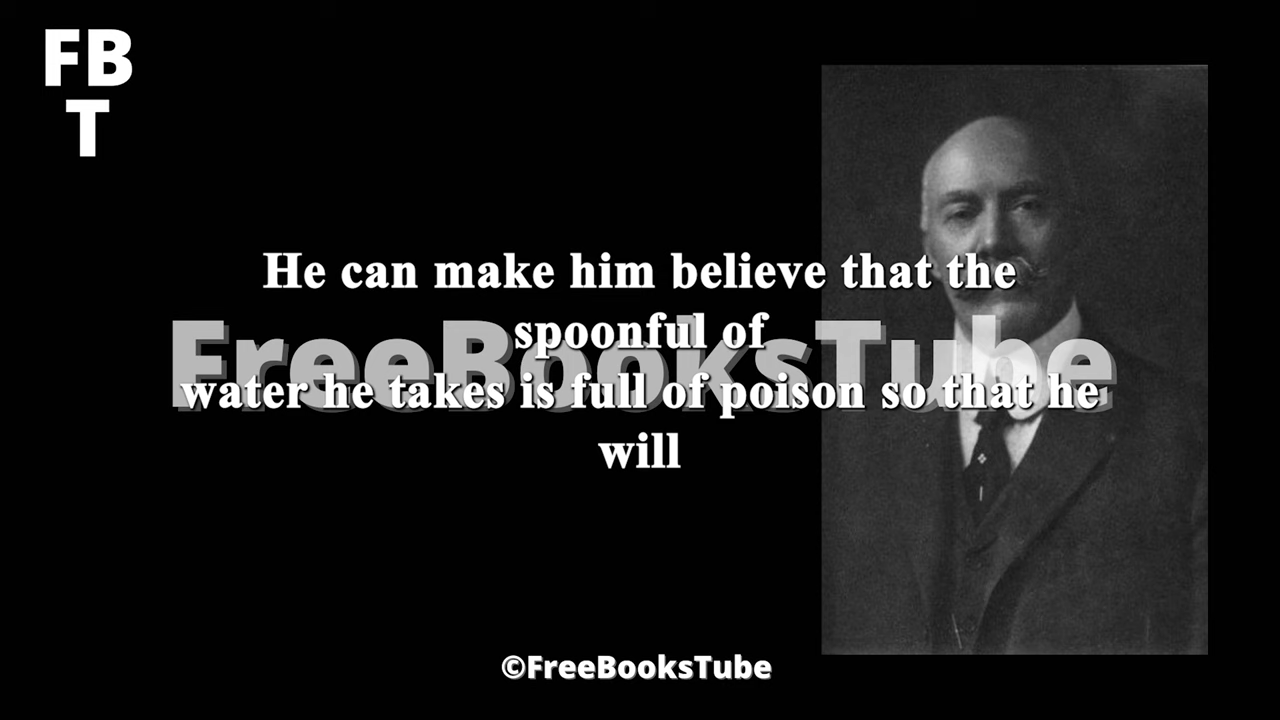 FB
T
He can make him believe that the
spoonful of
FreeBooksTube
water he takes is full of poison so that he
will
©FreeBooksTube